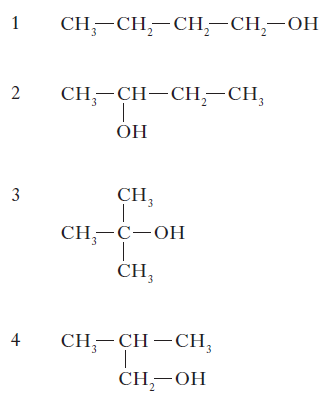 1 CH₃—CH₂—CH₂—CH₂—OH
2 CH₃—CH—CH₂—CH₃
OH
3 CH₃
CH₃—C—OH
CH₃
4 CH₃—CH—CH₃
CH₂—OH